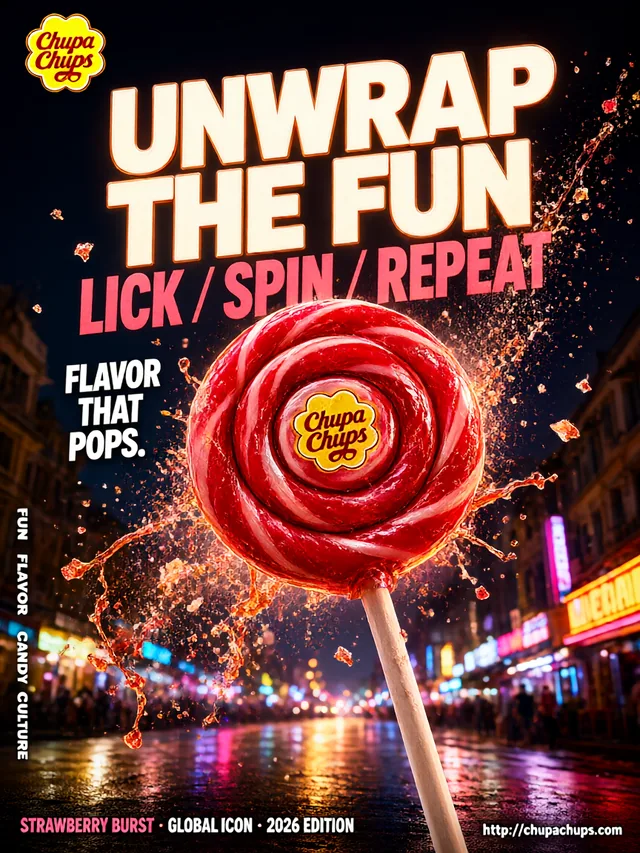 Chupa
Chups
UNWRAP
THE FUN
LICK / SPIN / REPEAT
FLAVOR
THAT
POPS.
Chupa
Chups
FUN FLAVOR CANDY CULTURE
STRAWBERRY BURST · GLOBAL ICON · 2026 EDITION
http://chupachups.com